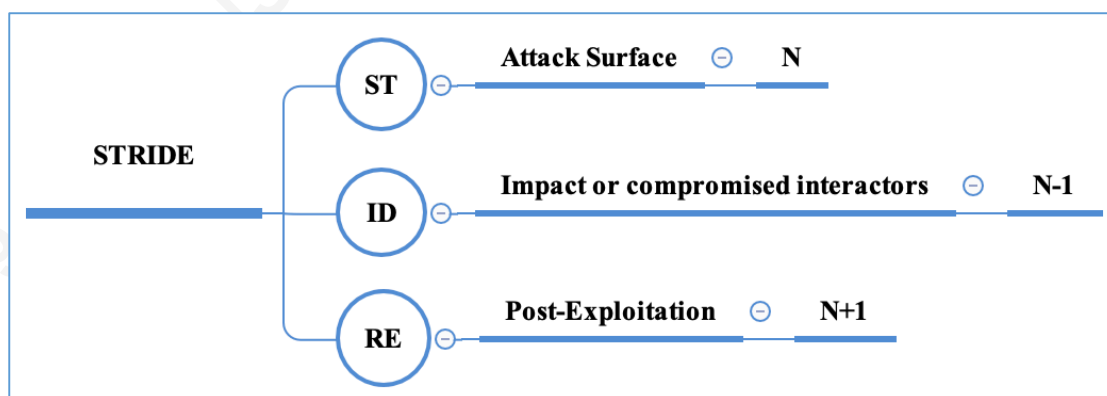 STRIDE
ST
Attack Surface
N
ID
Impact or compromised interactors
N-1
RE
Post-Exploitation
N+1